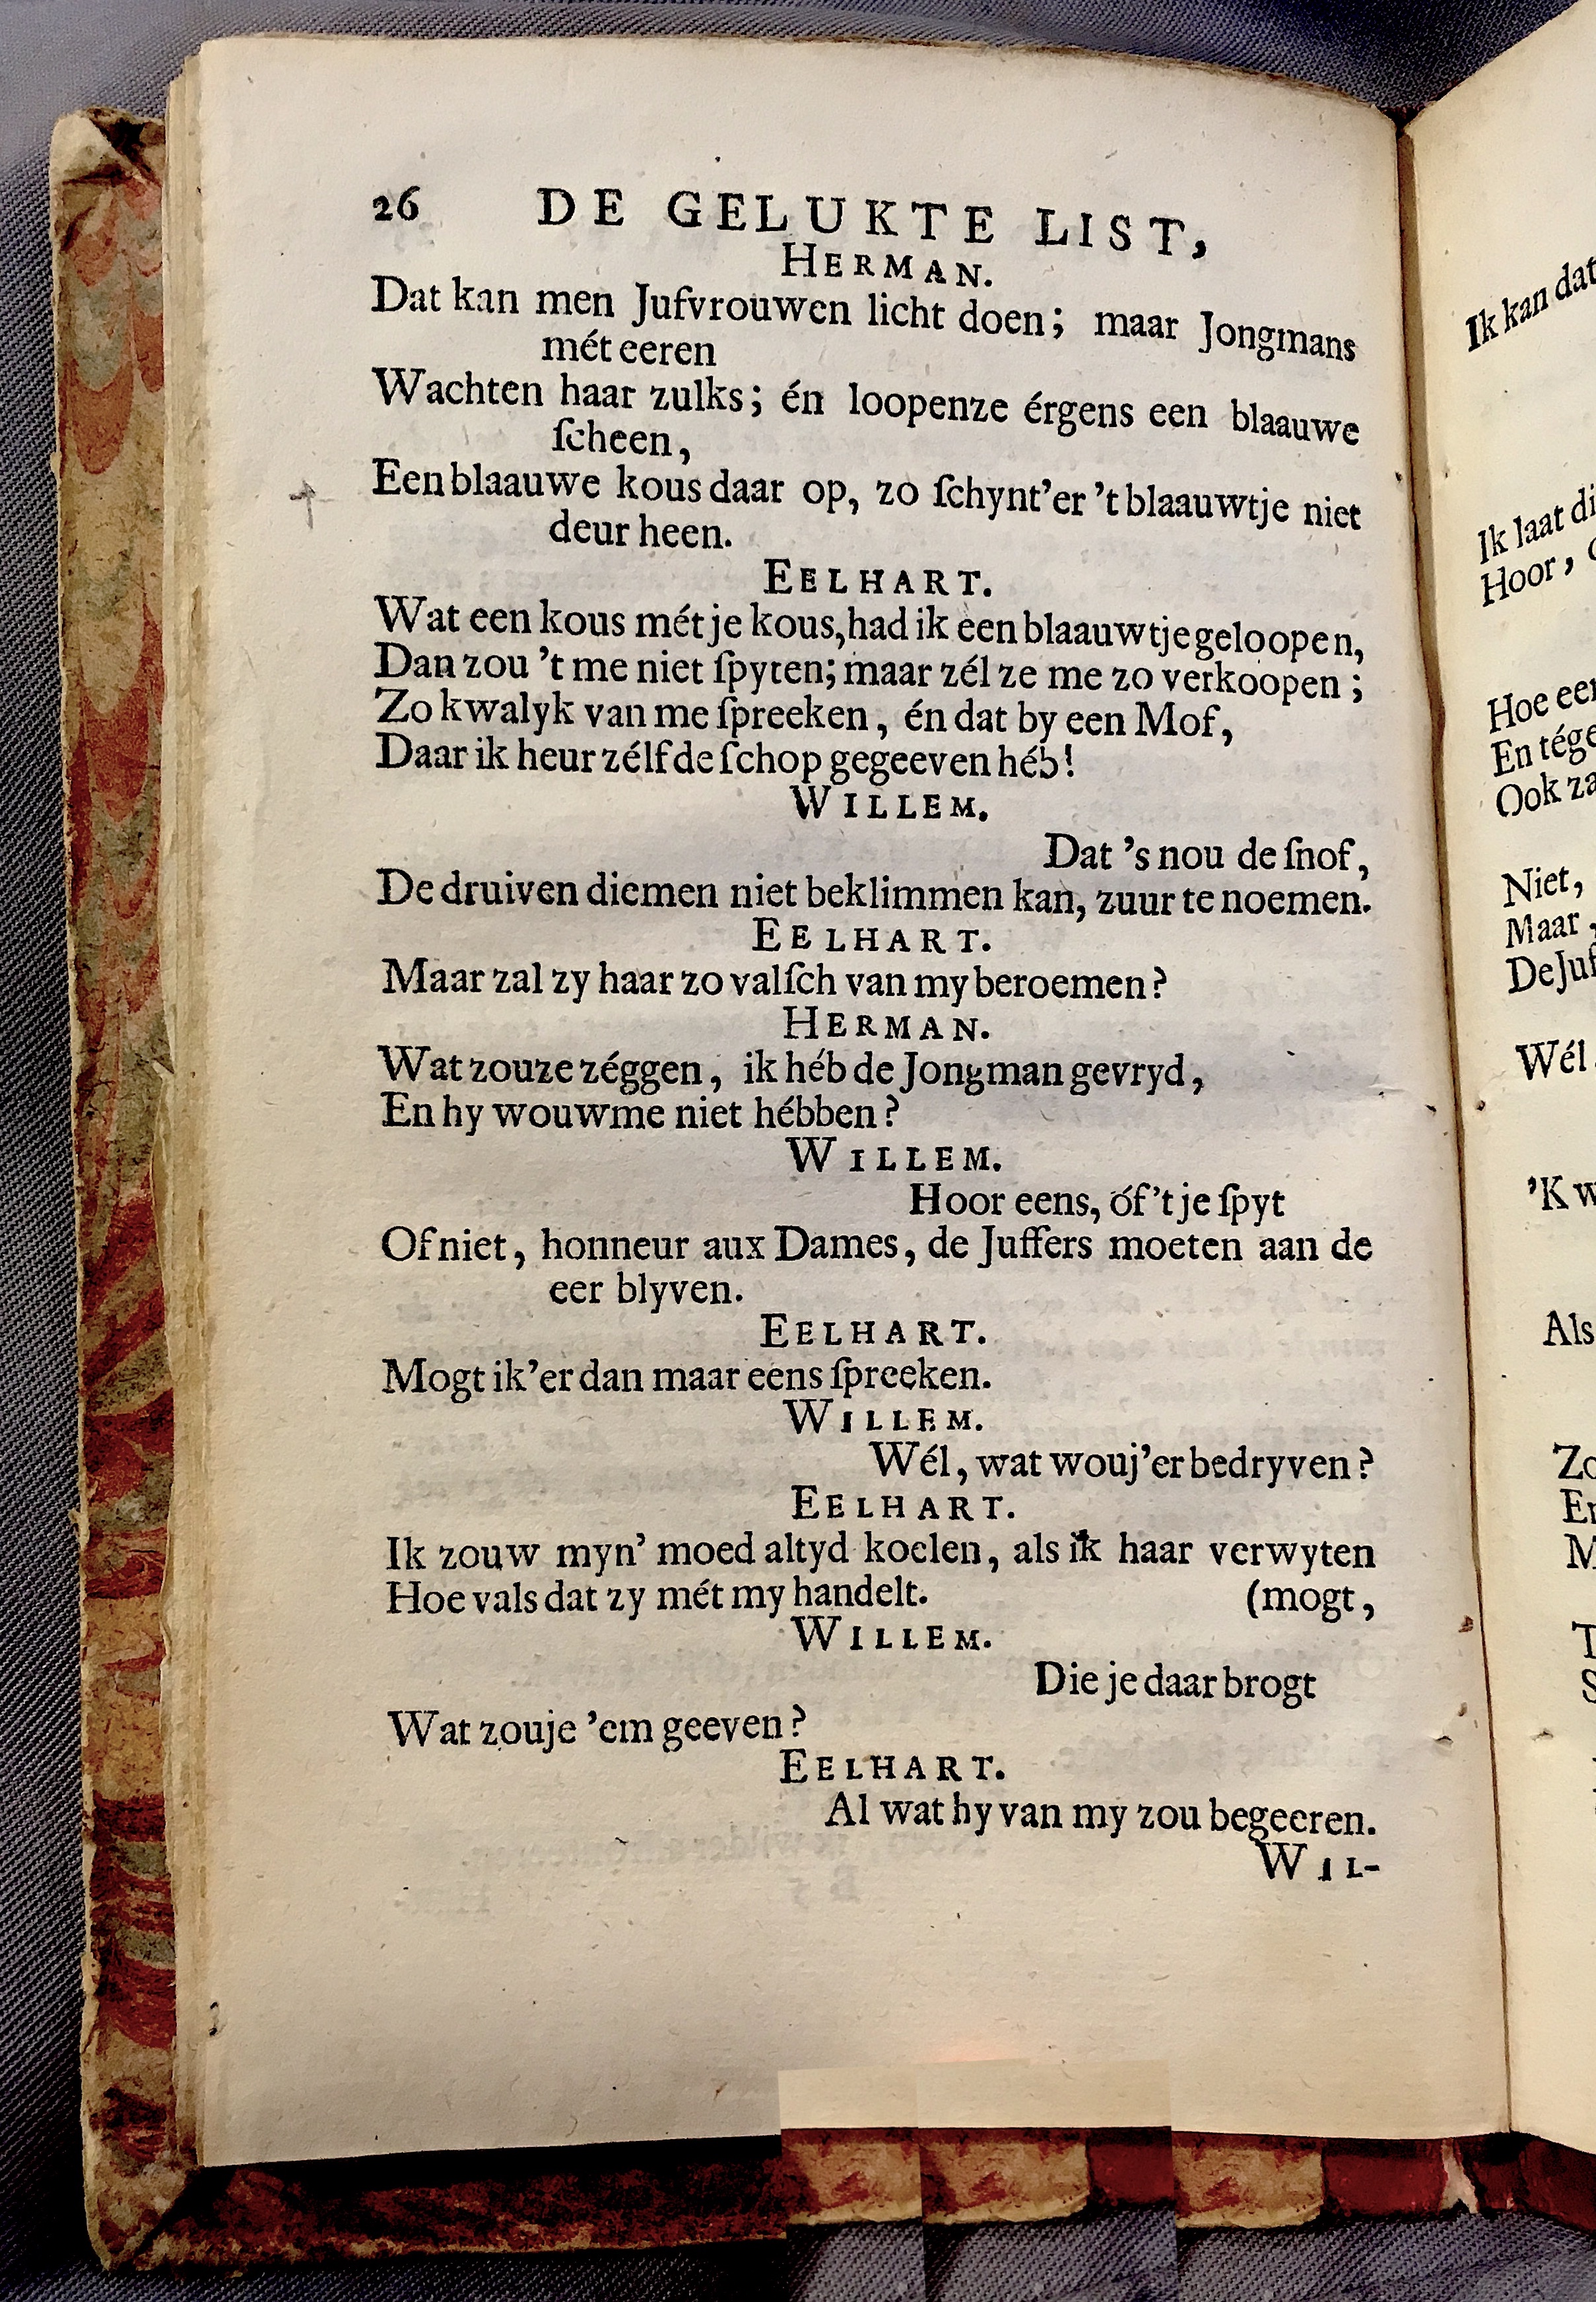 26 DE GELUKTE LIST,
HERMAN.
Dat kan men Jufvrouwen licht doen; maar Jongmans
mét eeren
Wachten haar zulks; én loopenze érgens een blaauwe
ſcheen,
Een blaauwe kous daar op, zo ſchynt'er 't blaauwtje niet
deur heen.
EELHART.
Wat een kous mét je kous, had ik een blaauwtje geloopen,
Dan zou 't me niet ſpyten; maar zél ze me zo verkoopen;
Zo kwalyk van me ſpreeken, én dat by een Mof,
Daar ik heur zélf de ſchop gegeeven héb!
WILLEM.
Dat 's nou de ſnof,
De druiven die men niet beklimmen kan, zuur te noemen.
EELHART.
Maar zal zy haar zo valſch van my beroemen?
HERMAN.
Wat zouze zéggen, ik héb de Jongman gevryd,
En hy wouw me niet hébben?
WILLEM.
Hoor eens, óf 't je ſpyt
Of niet, honneur aux Dames, de Juffers moeten aan de
eer blyven.
EELHART.
Mogt ik 'er dan maar eens ſpreeken.
WILLEM.
Wél, wat wouj'er bedryven?
EELHART.
Ik zouw myn' moed altyd koelen, als ik haar verwyten
Hoe vals dat zy mét my handelt. (mogt,
WILLEM.
Die je daar brogt
Wat zouje 'em geeven?
EELHART.
Al wat hy van my zou begeeren.
WIL-
Ik kan dat
Ik laat
Hoor,
Hoe
En
Ook
Niet,
Maar
De
Wél
'K
Als